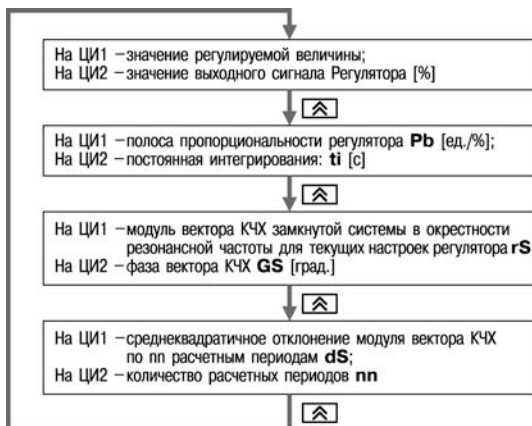 На ЦИ1 – значение регулируемой величины;
На ЦИ2 – значение выходного сигнала Регулятора [%]
На ЦИ1 – полоса пропорциональности регулятора Pb [ед./%];
На ЦИ2 – постоянная интегрирования: ti [с]
На ЦИ1 – модуль вектора КЧХ замкнутой системы в окрестности
резонансной частоты для текущих настроек регулятора rS
На ЦИ2 – фаза вектора КЧХ GS [град.]
На ЦИ1 – среднеквадратичное отклонение модуля вектора КЧХ
по nn расчетным периодам dS;
На ЦИ2 – количество расчетных периодов nn